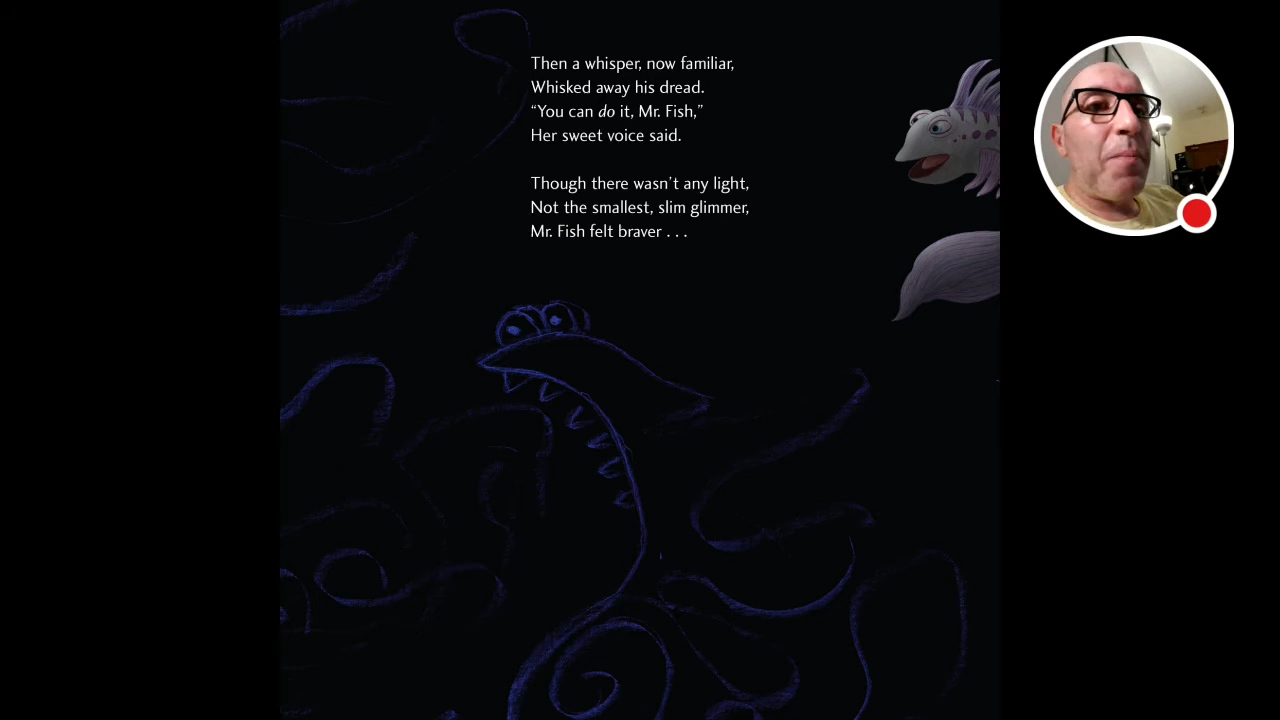 Then a whisper, now familiar,
Whisked away his dread.
“You can do it, Mr. Fish,”
Her sweet voice said.
Though there wasn’t any light,
Not the smallest, slim glimmer,
Mr. Fish felt braver . . .